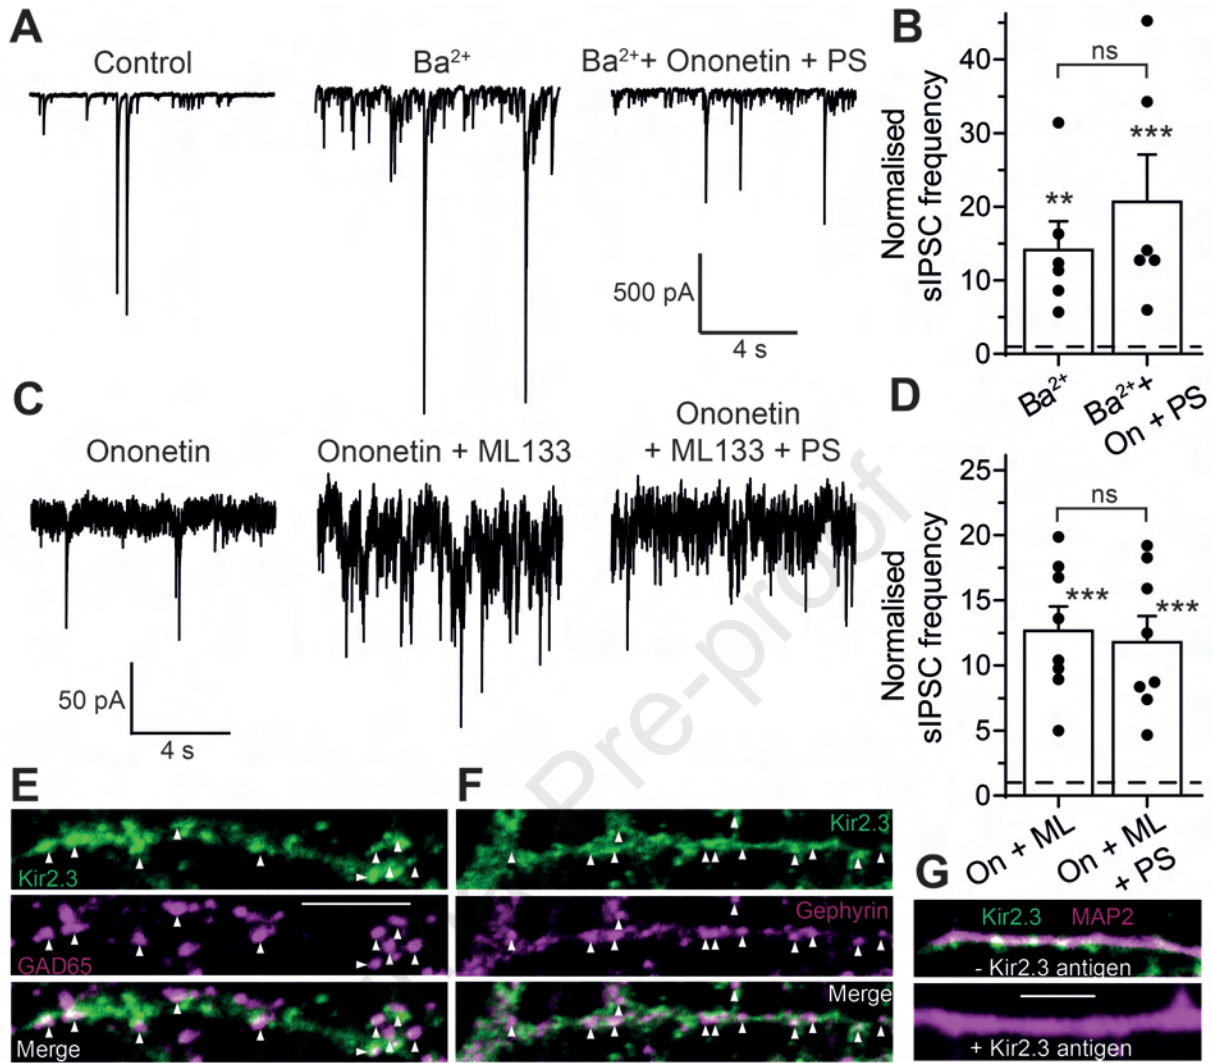 A
Control
Ba²⁺
Ba²⁺+ Ononetin + PS
500 pA
4 s
B
Normalised
sIPSC frequency
40
30
20
10
0
ns
**
***
Ba²⁺
Ba²⁺+
On + PS
C
Ononetin
Ononetin + ML133
Ononetin
+ ML133 + PS
50 pA
4 s
D
Normalised
sIPSC frequency
25
20
15
10
5
0
ns
***
***
On + ML
On + ML
+ PS
E
Kir2.3
GAD65
Merge
F
Kir2.3
Gephyrin
Merge
G
Kir2.3 MAP2
- Kir2.3 antigen
+ Kir2.3 antigen
Pre-proof